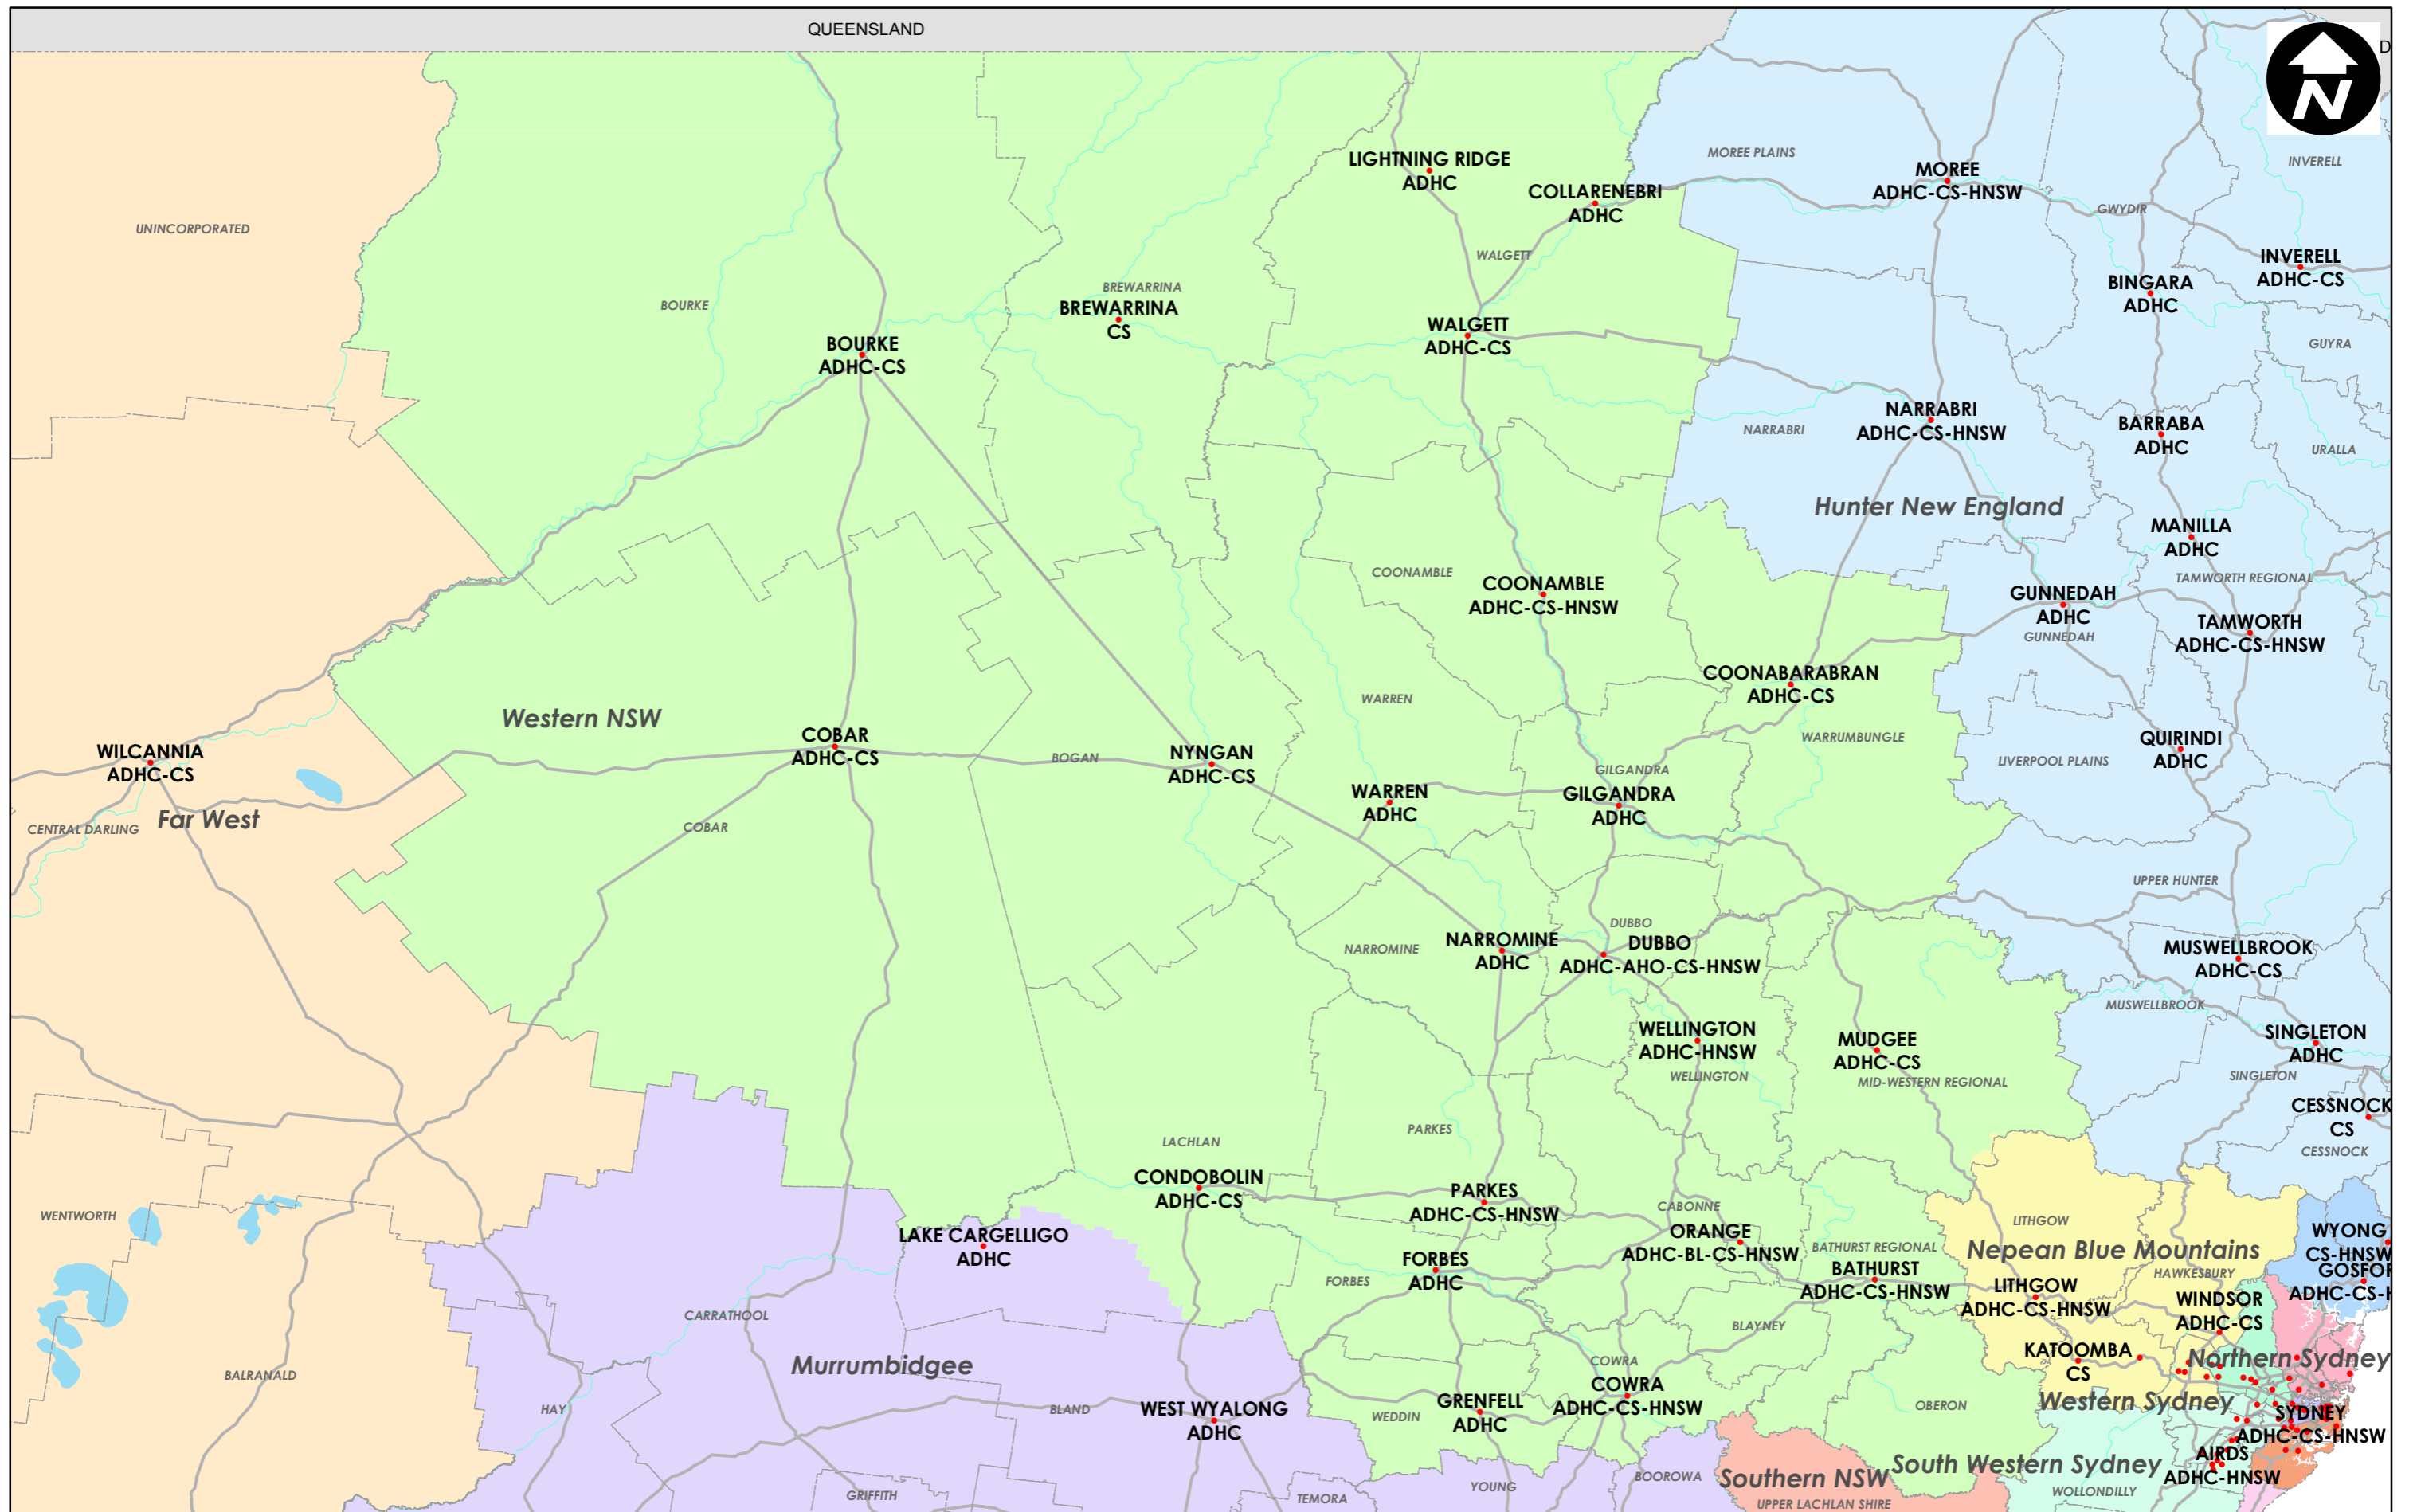 QUEENSLAND
D
N
UNINCORPORATED
BOURKE
BOURKE
ADHC-CS
BREWARRINA
BREWARRINA
CS
LIGHTNING RIDGE
ADHC
COLLARENEBRI
ADHC
WALGETT
WALGETT
ADHC-CS
MOREE PLAINS
MOREE
ADHC-CS-HNSW
GWYDIR
INVERELL
INVERELL
ADHC-CS
BINGARA
ADHC
GUYRA
NARRABRI
NARRABRI
ADHC-CS-HNSW
BARRABA
ADHC
URALLA
Hunter New England
MANILLA
ADHC
TAMWORTH REGIONAL
TAMWORTH
ADHC-CS-HNSW
GUNNEDAH
ADHC
GUNNEDAH
COONAMBLE
COONAMBLE
ADHC-CS-HNSW
COONABARABRAN
ADHC-CS
WARRUMBUNGLE
WARREN
WARREN
ADHC
GILGANDRA
GILGANDRA
ADHC
LIVERPOOL PLAINS
QUIRINDI
ADHC
Western NSW
COBAR
ADHC-CS
COBAR
BOGAN
NYNGAN
ADHC-CS
WILCANNIA
ADHC-CS
CENTRAL DARLING
Far West
UPPER HUNTER
NARROMINE
NARROMINE
ADHC
DUBBO
DUBBO
ADHC-AHO-CS-HNSW
MUSWELLBROOK
ADHC-CS
MUSWELLBROOK
WELLINGTON
ADHC-HNSW
WELLINGTON
MUDGEE
ADHC-CS
MID-WESTERN REGIONAL
SINGLETON
ADHC
SINGLETON
CESSNOCK
CS
CESSNOCK
PARKES
LACHLAN
CONDOBOLIN
ADHC-CS
PARKES
ADHC-CS-HNSW
CABONNE
ORANGE
ADHC-BL-CS-HNSW
BATHURST REGIONAL
BATHURST
ADHC-CS-HNSW
LITHGOW
Nepean Blue Mountains
HAWKESBURY
LITHGOW
ADHC-CS-HNSW
WINDSOR
ADHC-CS
WYONG
CS-HNSW
GOSFOR
ADHC-CS-H
WENTWORTH
LAKE CARGELLIGO
ADHC
FORBES
FORBES
ADHC
CARRATHOOL
BLAYNEY
KATOOMBA
CS
Northern Sydney
Murrumbidgee
BALRANALD
HAY
BLAND
WEST WYALONG
ADHC
WEDDIN
GRENFELL
ADHC
COWRA
COWRA
ADHC-CS-HNSW
OBERON
Western Sydney
SYDNEY
ADHC-CS-HNSW
AIRDS
ADHC-HNSW
South Western Sydney
WOLLONDILLY
Southern NSW
UPPER LACHLAN SHIRE
BOOROWA
YOUNG
TEMORA
GRIFFITH